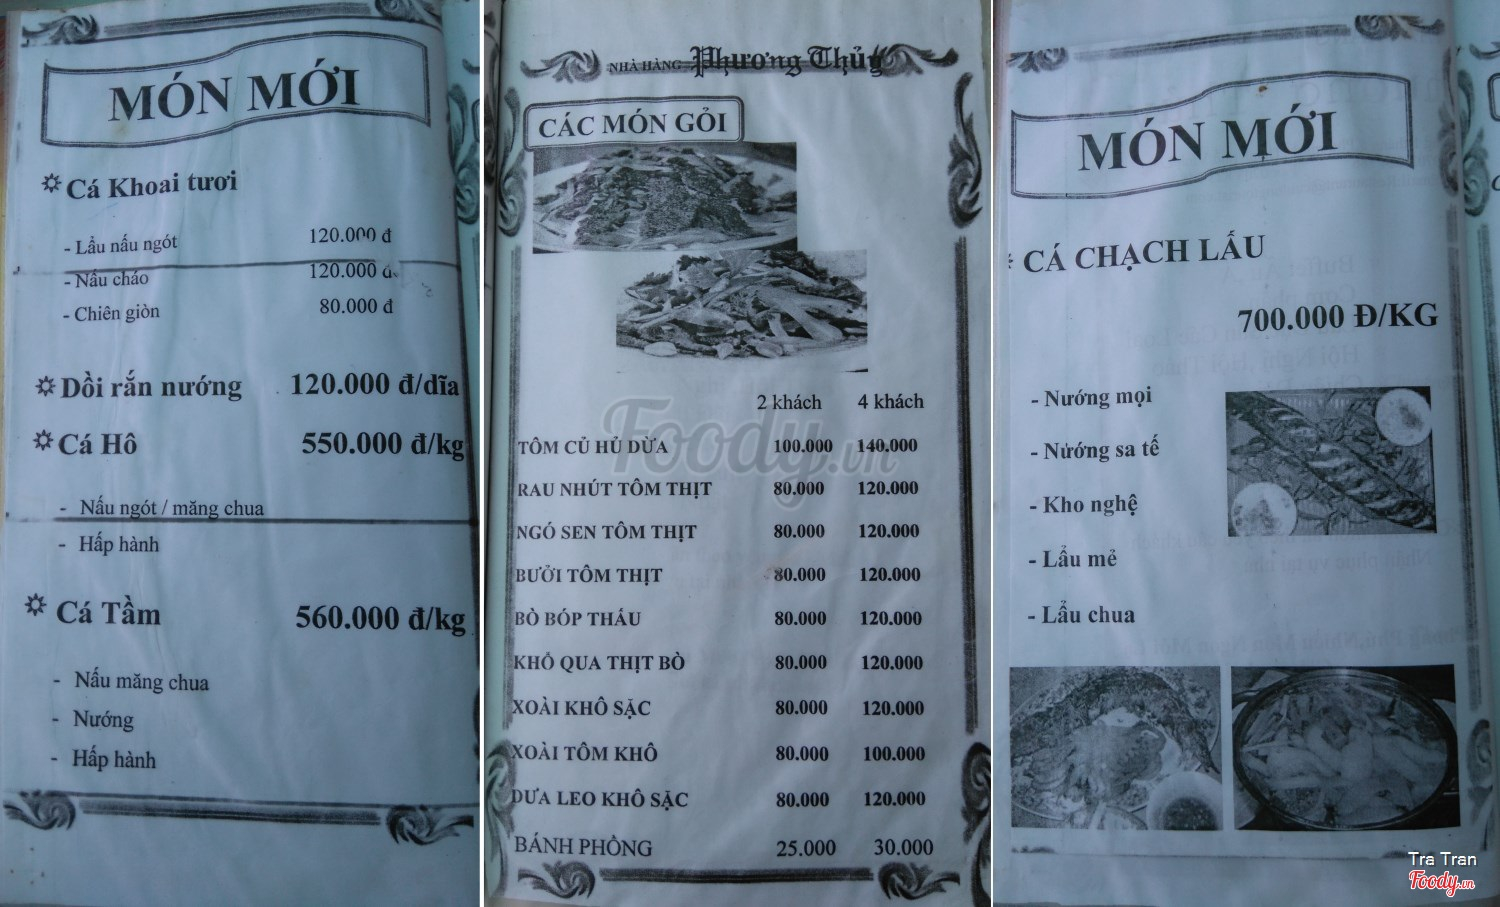 MÓN MỚI
Cá Khoai tươi
- Lẩu nấu ngót 120.000 đ
- Nấu cháo 120.000 đ
- Chiên giòn 80.000 đ
Dồi rắn nướng 120.000 đ/dĩa
Cá Hô 550.000 đ/kg
- Nấu ngót / măng chua
- Hấp hành
Cá Tầm 560.000 đ/kg
- Nấu măng chua
- Nướng
- Hấp hành
NHÀ HÀNG Phương Thủy
CÁC MÓN GỎI
2 khách 4 khách
TÔM CỦ HỦ DỪA 100.000 140.000
RAU NHÚT TÔM THỊT 80.000 120.000
NGÓ SEN TÔM THỊT 80.000 120.000
BƯỞI TÔM THỊT 80.000 120.000
BÒ BÓP THẤU 80.000 120.000
KHỔ QUA THỊT BÒ 80.000 120.000
XOÀI KHÔ SẶC 80.000 120.000
XOÀI TÔM KHÔ 80.000 100.000
DƯA LEO KHÔ SẶC 80.000 120.000
BÁNH PHỒNG 25.000 30.000
Foody.vn
MÓN MỚI
CÁ CHẠCH LẤU
700.000 Đ/KG
- Nướng mọi
- Nướng sa tế
- Kho nghệ
- Lẩu mẻ
- Lẩu chua
Tra Tran
Foody.vn